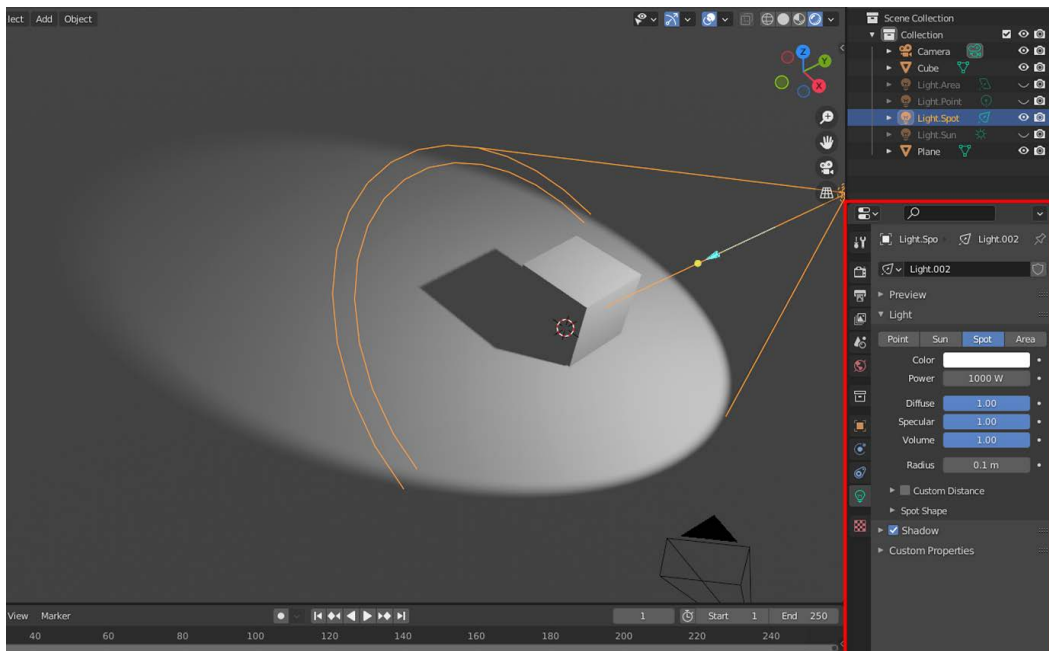 lect Add Object
Z
Y
X
Scene Collection
Collection
Camera
Cube
Light.Area
Light.Point
Light.Spot
Light.Sun
Plane
Light.Spo
Light.002
Light.002
Preview
Light
Point Sun Spot Area
Color
Power 1000 W
Diffuse 1.00
Specular 1.00
Volume 1.00
Radius 0.1 m
Custom Distance
Spot Shape
Shadow
Custom Properties
View Marker
1 Start 1 End 250
40 60 80 100 120 140 160 180 200 220 240